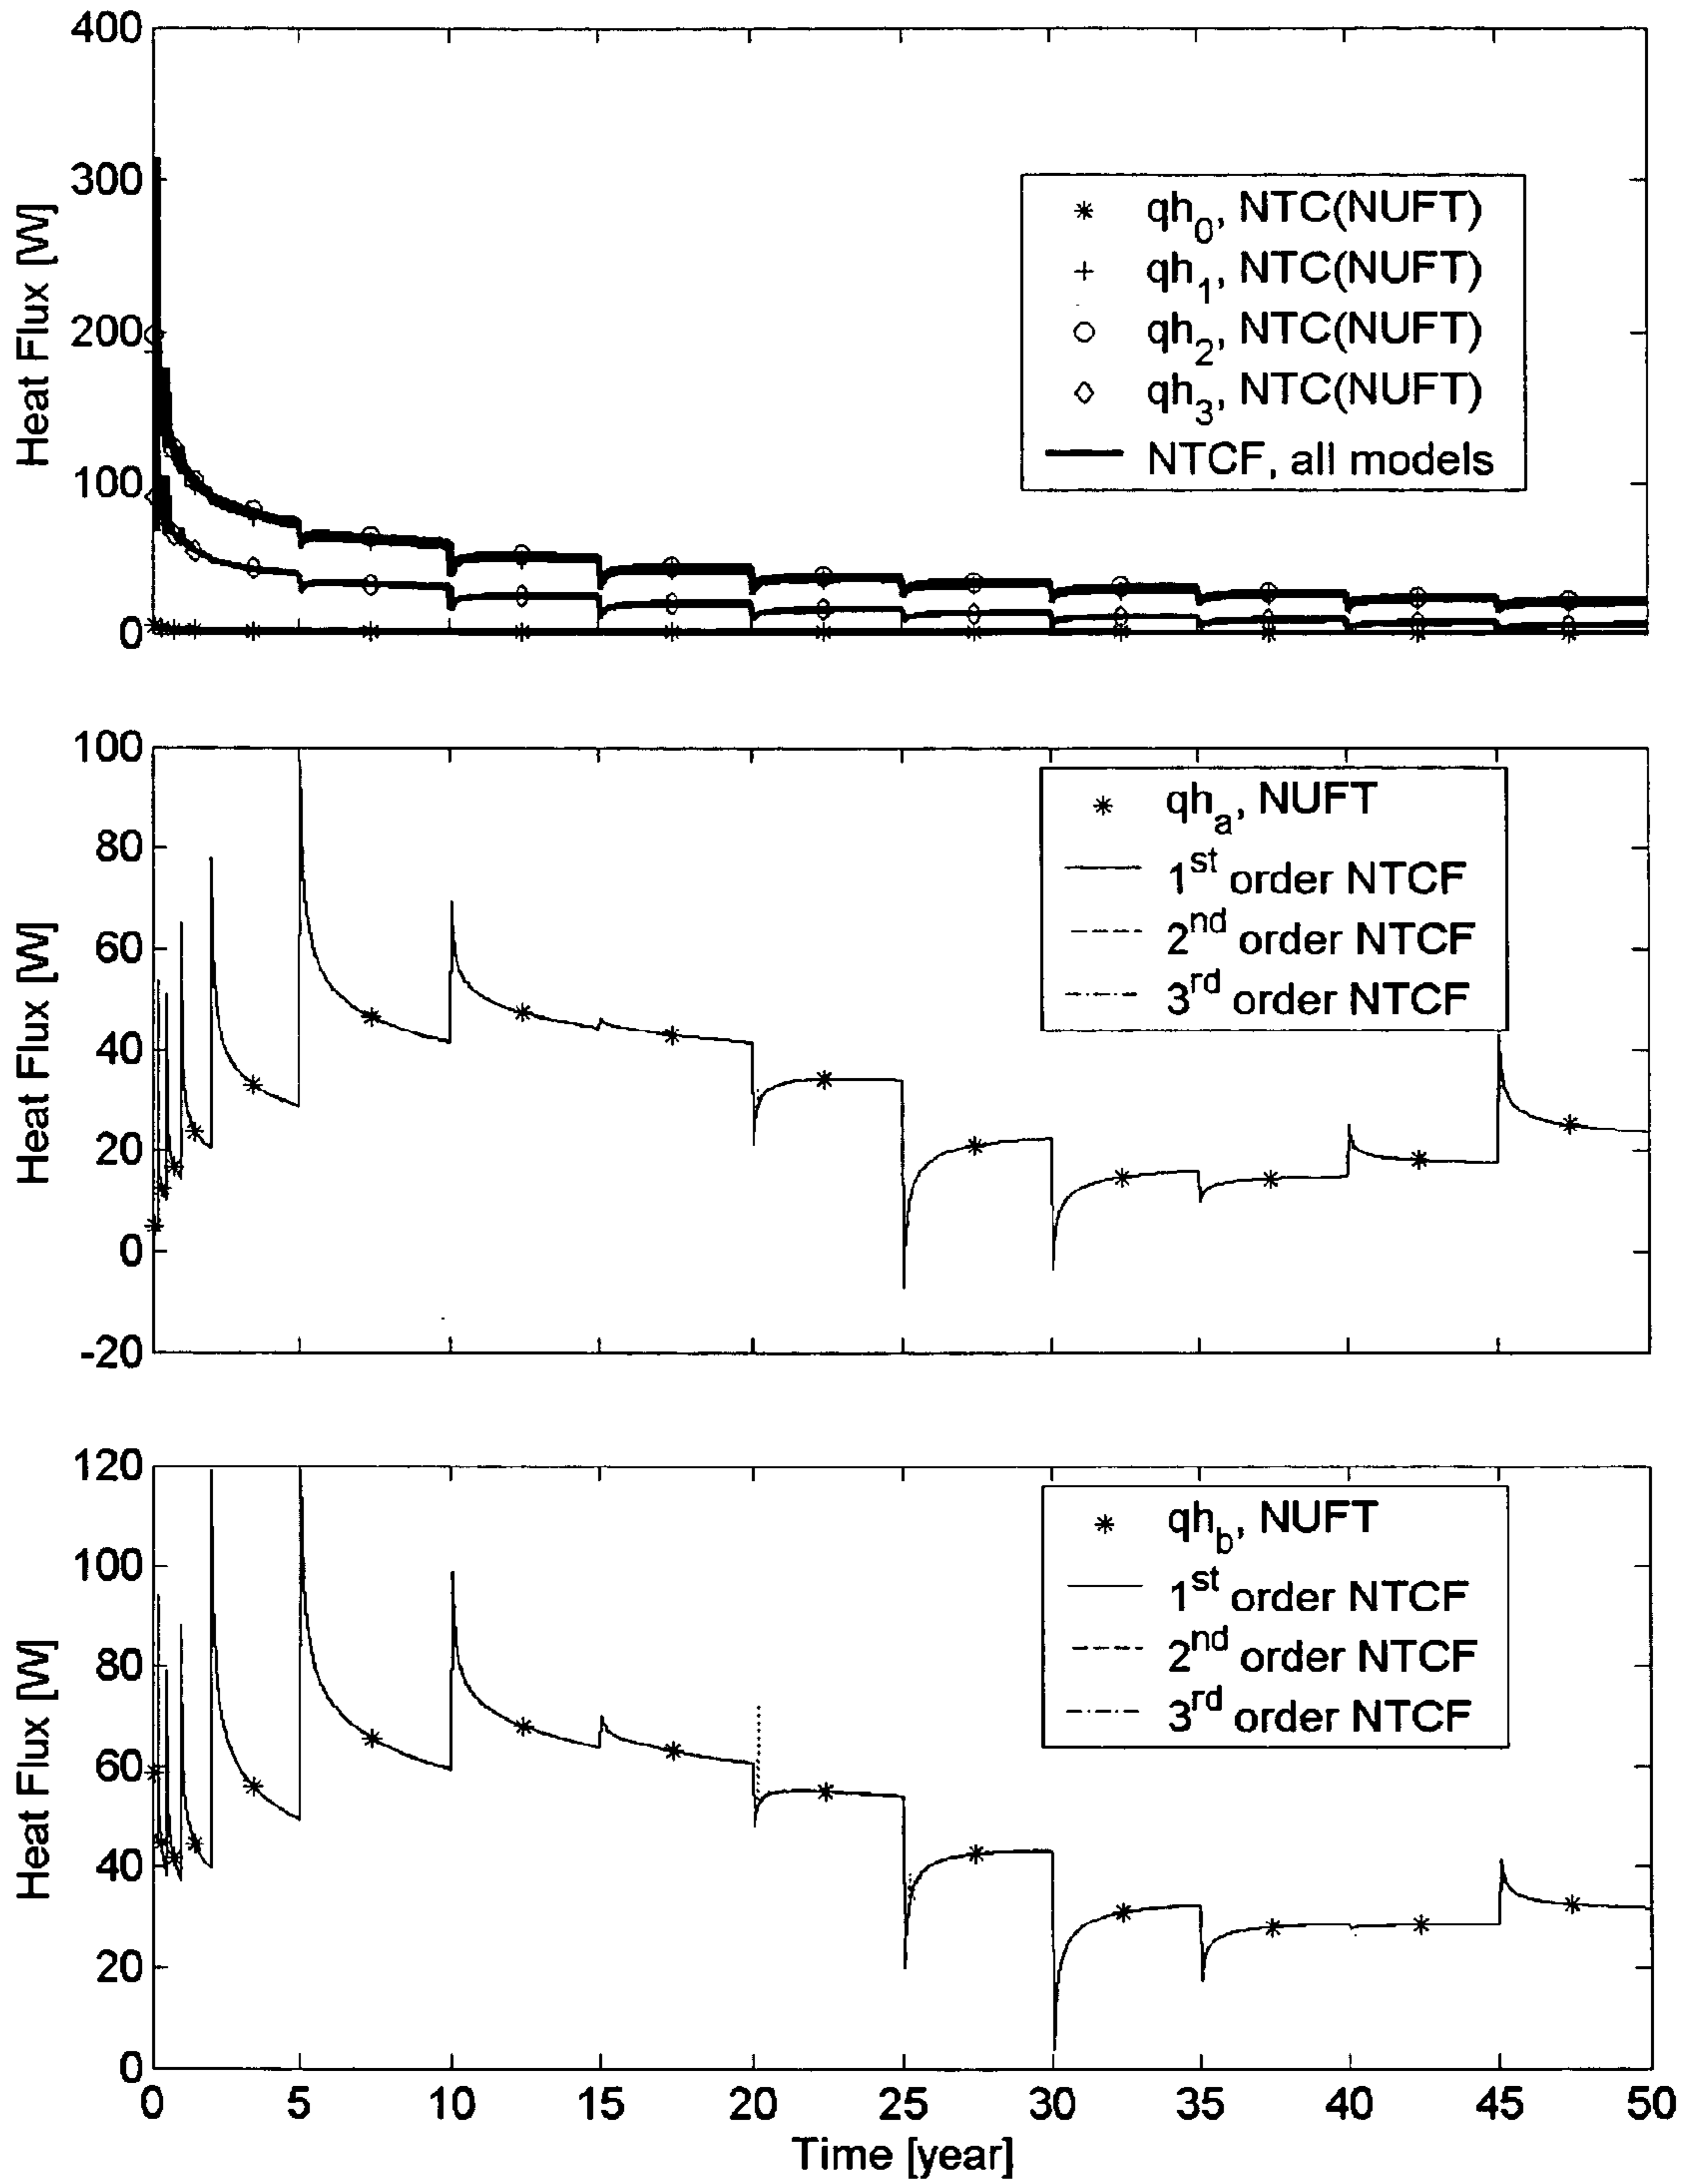 400
300
200
100
0
Heat Flux [W]
qh0, NTC(NUFT)
qh1, NTC(NUFT)
qh2, NTC(NUFT)
qh3, NTC(NUFT)
NTCF, all models
100
80
60
40
20
0
-20
Heat Flux [W]
qha, NUFT
1st order NTCF
2nd order NTCF
3rd order NTCF
120
100
80
60
40
20
0
Heat Flux [W]
qhb, NUFT
1st order NTCF
2nd order NTCF
3rd order NTCF
0 5 10 15 20 25 30 35 40 45 50
Time [year]